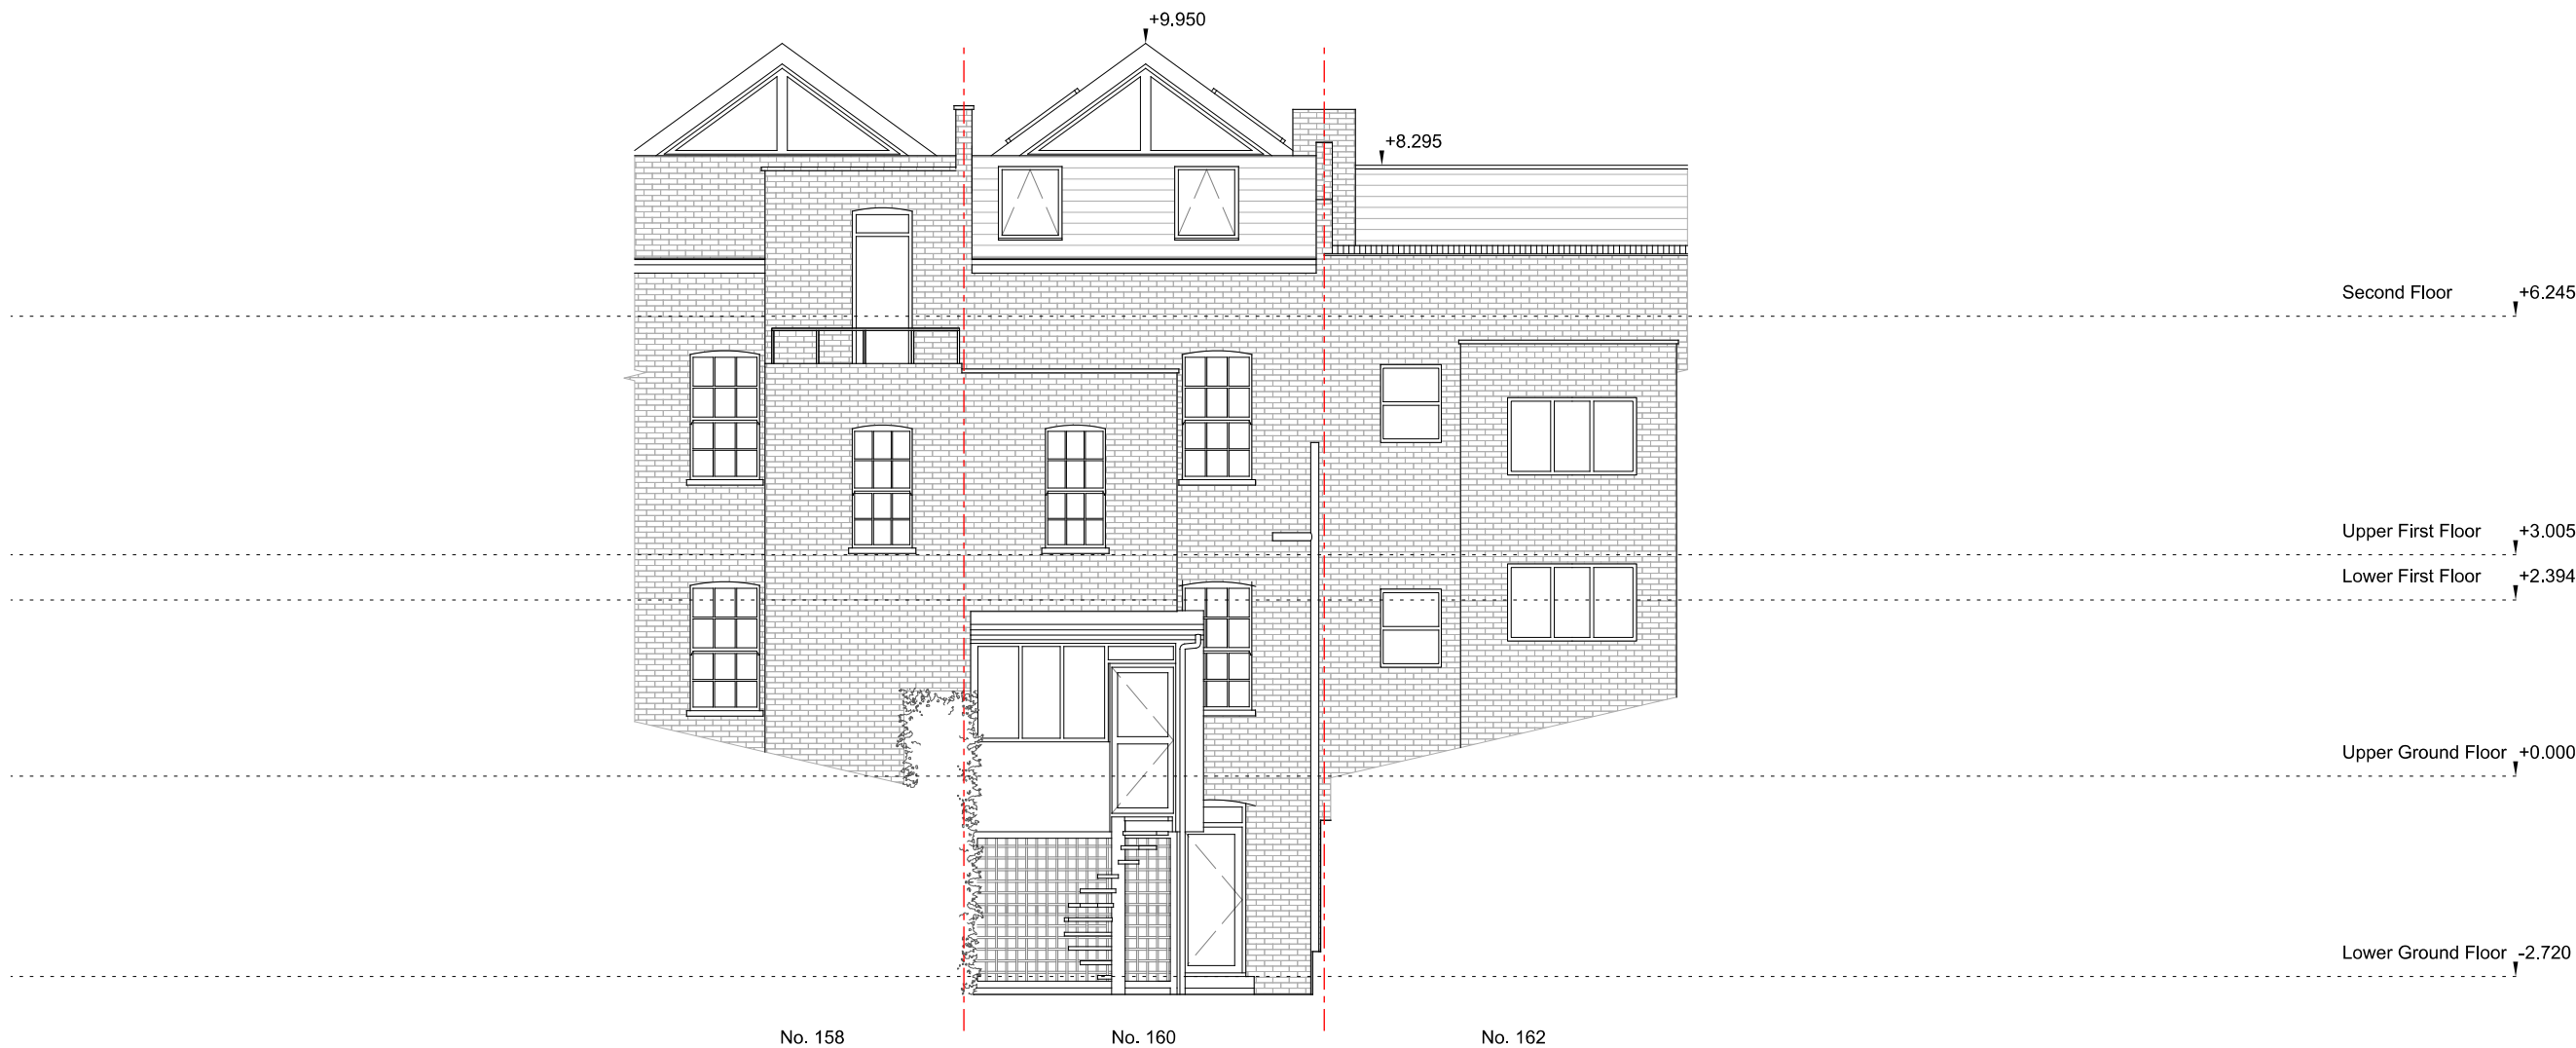 +9.950
+8.295
Second Floor +6.245
Upper First Floor +3.005
Lower First Floor +2.394
Upper Ground Floor +0.000
Lower Ground Floor -2.720
No. 158 No. 160 No. 162